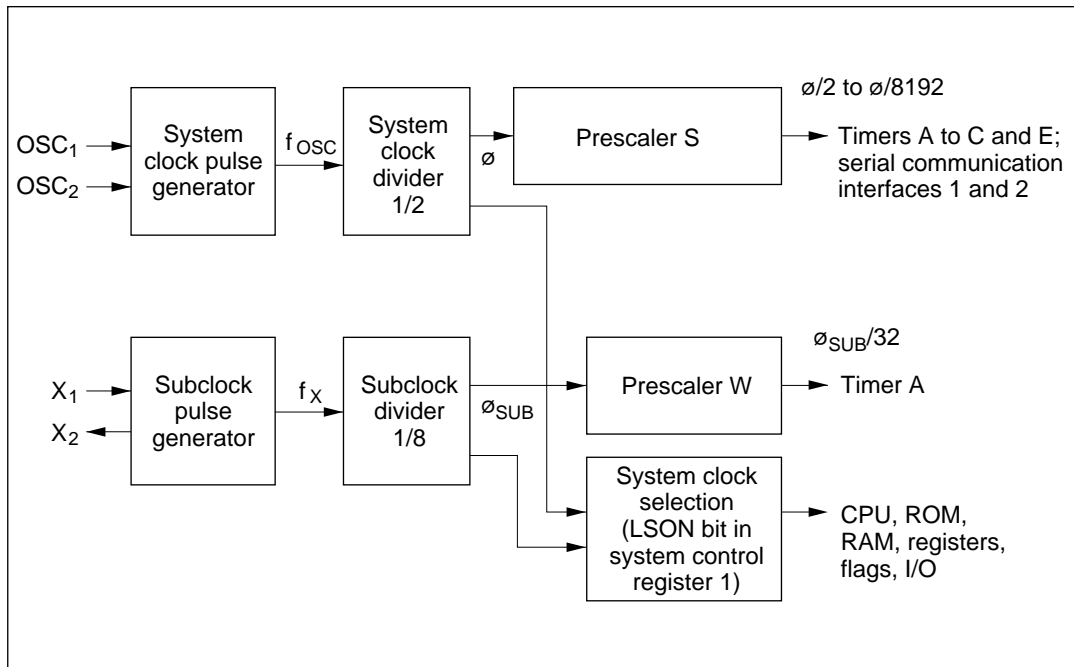 OSC1
OSC2
System
clock pulse
generator
fOSC
System
clock
divider
1/2
ø
Prescaler S
ø/2 to ø/8192
Timers A to C and E;
serial communication
interfaces 1 and 2
X1
X2
Subclock
pulse
generator
fX
Subclock
divider
1/8
øSUB
Prescaler W
øSUB/32
Timer A
System clock
selection
(LSON bit in
system control
register 1)
CPU, ROM,
RAM, registers,
flags, I/O